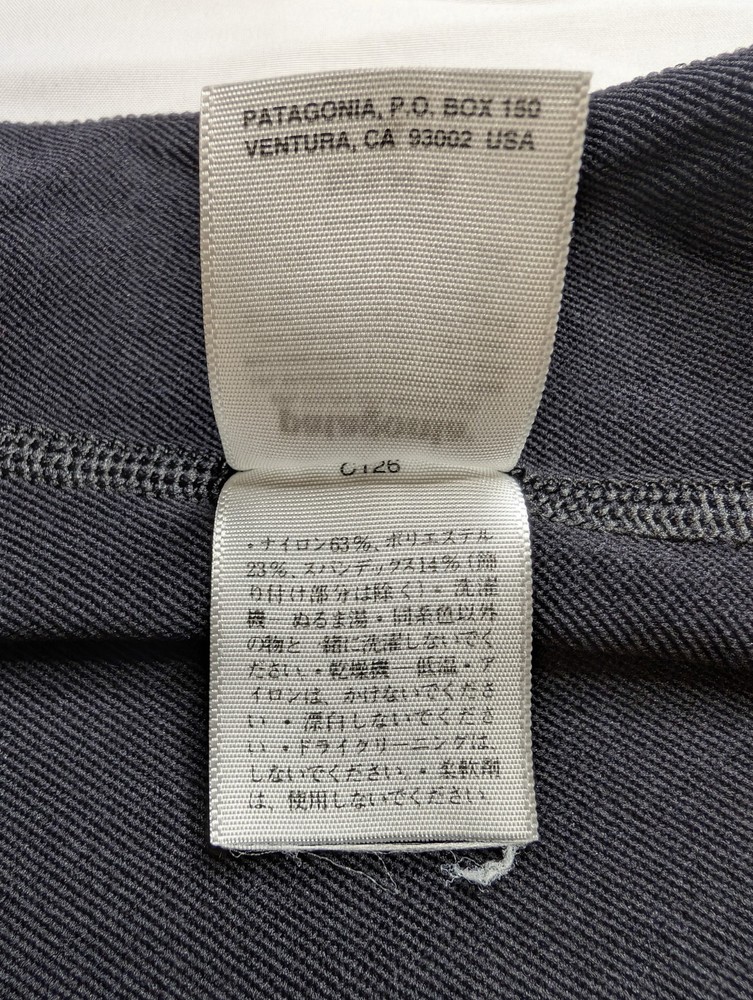 PATAGONIA, P.O. BOX 150
VENTURA, CA 93002 USA
C126
・ナイロン63%、ポリエステル
23%、スパンデックス14%（飾
り付け部分は除く）・洗濯
機 ぬるま湯・同系色以外
の物と一緒に洗濯しないでく
ださい。・乾燥機 低温・ア
イロンは、かけないでくださ
い・漂白しないでくださ
い・ドライクリーニングは、
しないでください。・柔軟剤
は、使用しないでください